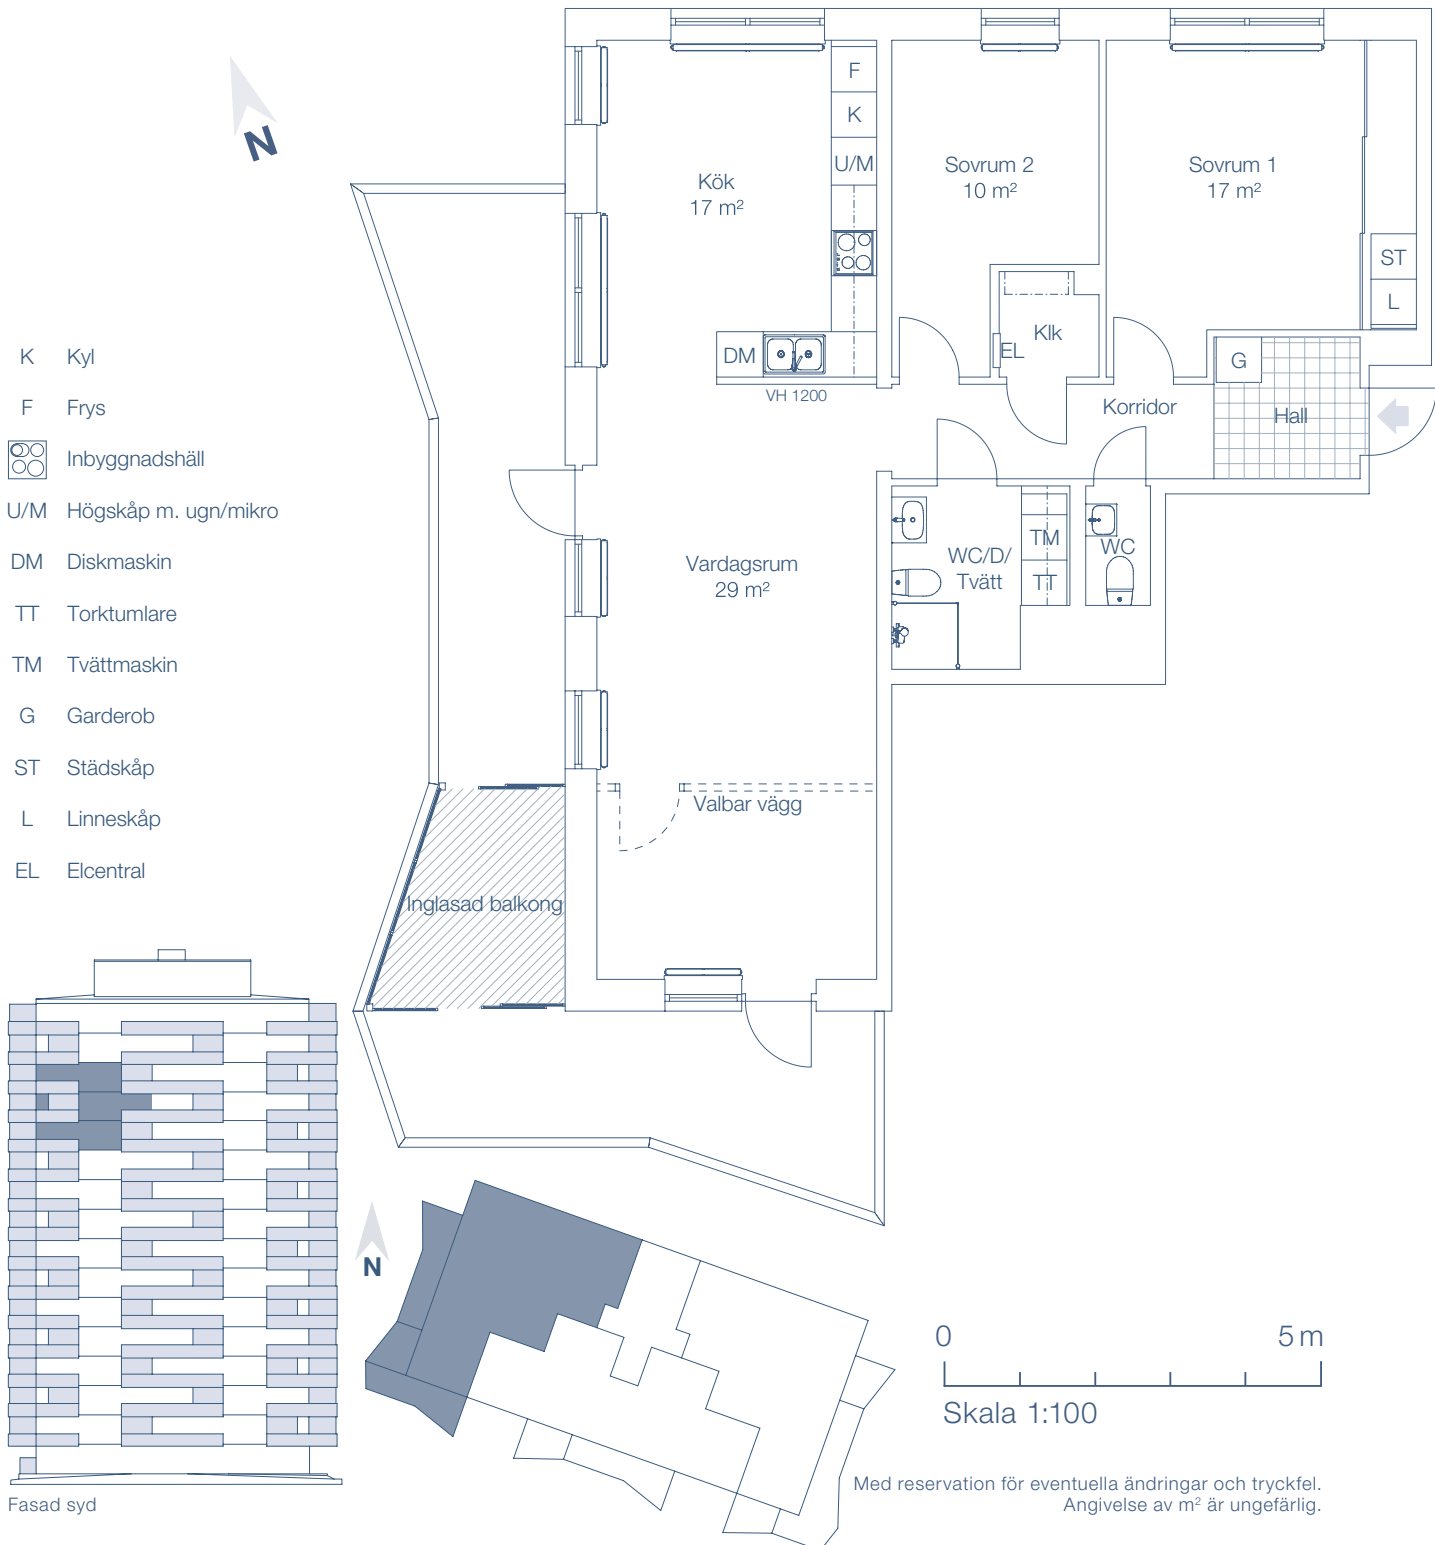 N
F
K
U/M
Kök
17 m²
Sovrum 2
10 m²
Sovrum 1
17 m²
ST
L
DM
VH 1200
EL
Klk
G
Korridor
Hall
K Kyl
F Frys
Inbyggnadshäll
U/M Högskåp m. ugn/mikro
DM Diskmaskin
TT Torktumlare
TM Tvättmaskin
G Garderob
ST Städskåp
L Linneskåp
EL Elcentral
Vardagsrum
29 m²
WC/D/
Tvätt
TM
TT
WC
Valbar vägg
Inglasad balkong
N
0 5 m
Skala 1:100
Fasad syd
Med reservation för eventuella ändringar och tryckfel.
Angivelse av m² är ungefärlig.